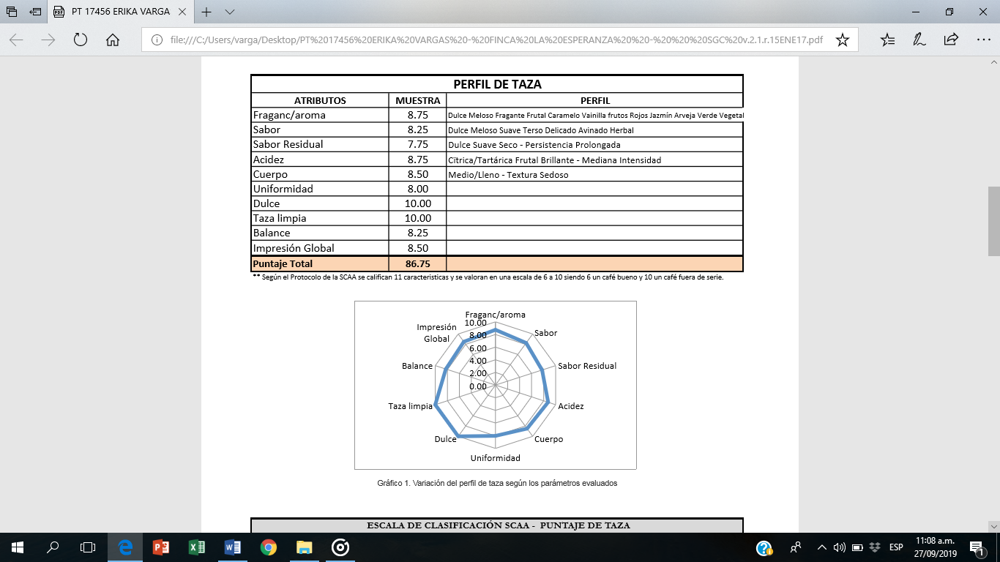 PT 17456 ERIKA VARGA
file:///C:/Users/varga/Desktop/PT%2017456%20ERIKA%20VARGAS%20-%20FINCA%20LA%20ESPERANZA%20%20-%20%20%20SGC%20v.2.1.r.15ENE17.pdf
PERFIL DE TAZA
ATRIBUTOS MUESTRA PERFIL
Fraganc/aroma 8.75 Dulce Meloso Fragante Frutal Caramelo Vainilla frutos Rojos Jazmín Arveja Verde Vegetal
Sabor 8.25 Dulce Meloso Suave Terso Delicado Avinado Herbal
Sabor Residual 7.75 Dulce Suave Seco - Persistencia Prolongada
Acidez 8.75 Cítrica/Tartárica Frutal Brillante - Mediana Intensidad
Cuerpo 8.50 Medio/Lleno - Textura Sedoso
Uniformidad 8.00
Dulce 10.00
Taza limpia 10.00
Balance 8.25
Impresión Global 8.50
Puntaje Total 86.75
** Según el Protocolo de la SCAA se califican 11 caracteristicas y se valoran en una escala de 6 a 10 siendo 6 un café bueno y 10 un café fuera de serie.
Fraganc/aroma
Sabor
Sabor Residual
Acidez
Cuerpo
Uniformidad
Dulce
Taza limpia
Balance
Impresión
Global
10.00
8.00
6.00
4.00
2.00
0.00
Gráfico 1. Variación del perfil de taza según los parámetros evaluados
ESCALA DE CLASIFICACIÓN SCAA - PUNTAJE DE TAZA
ESP
11:08 a.m.
27/09/2019
1